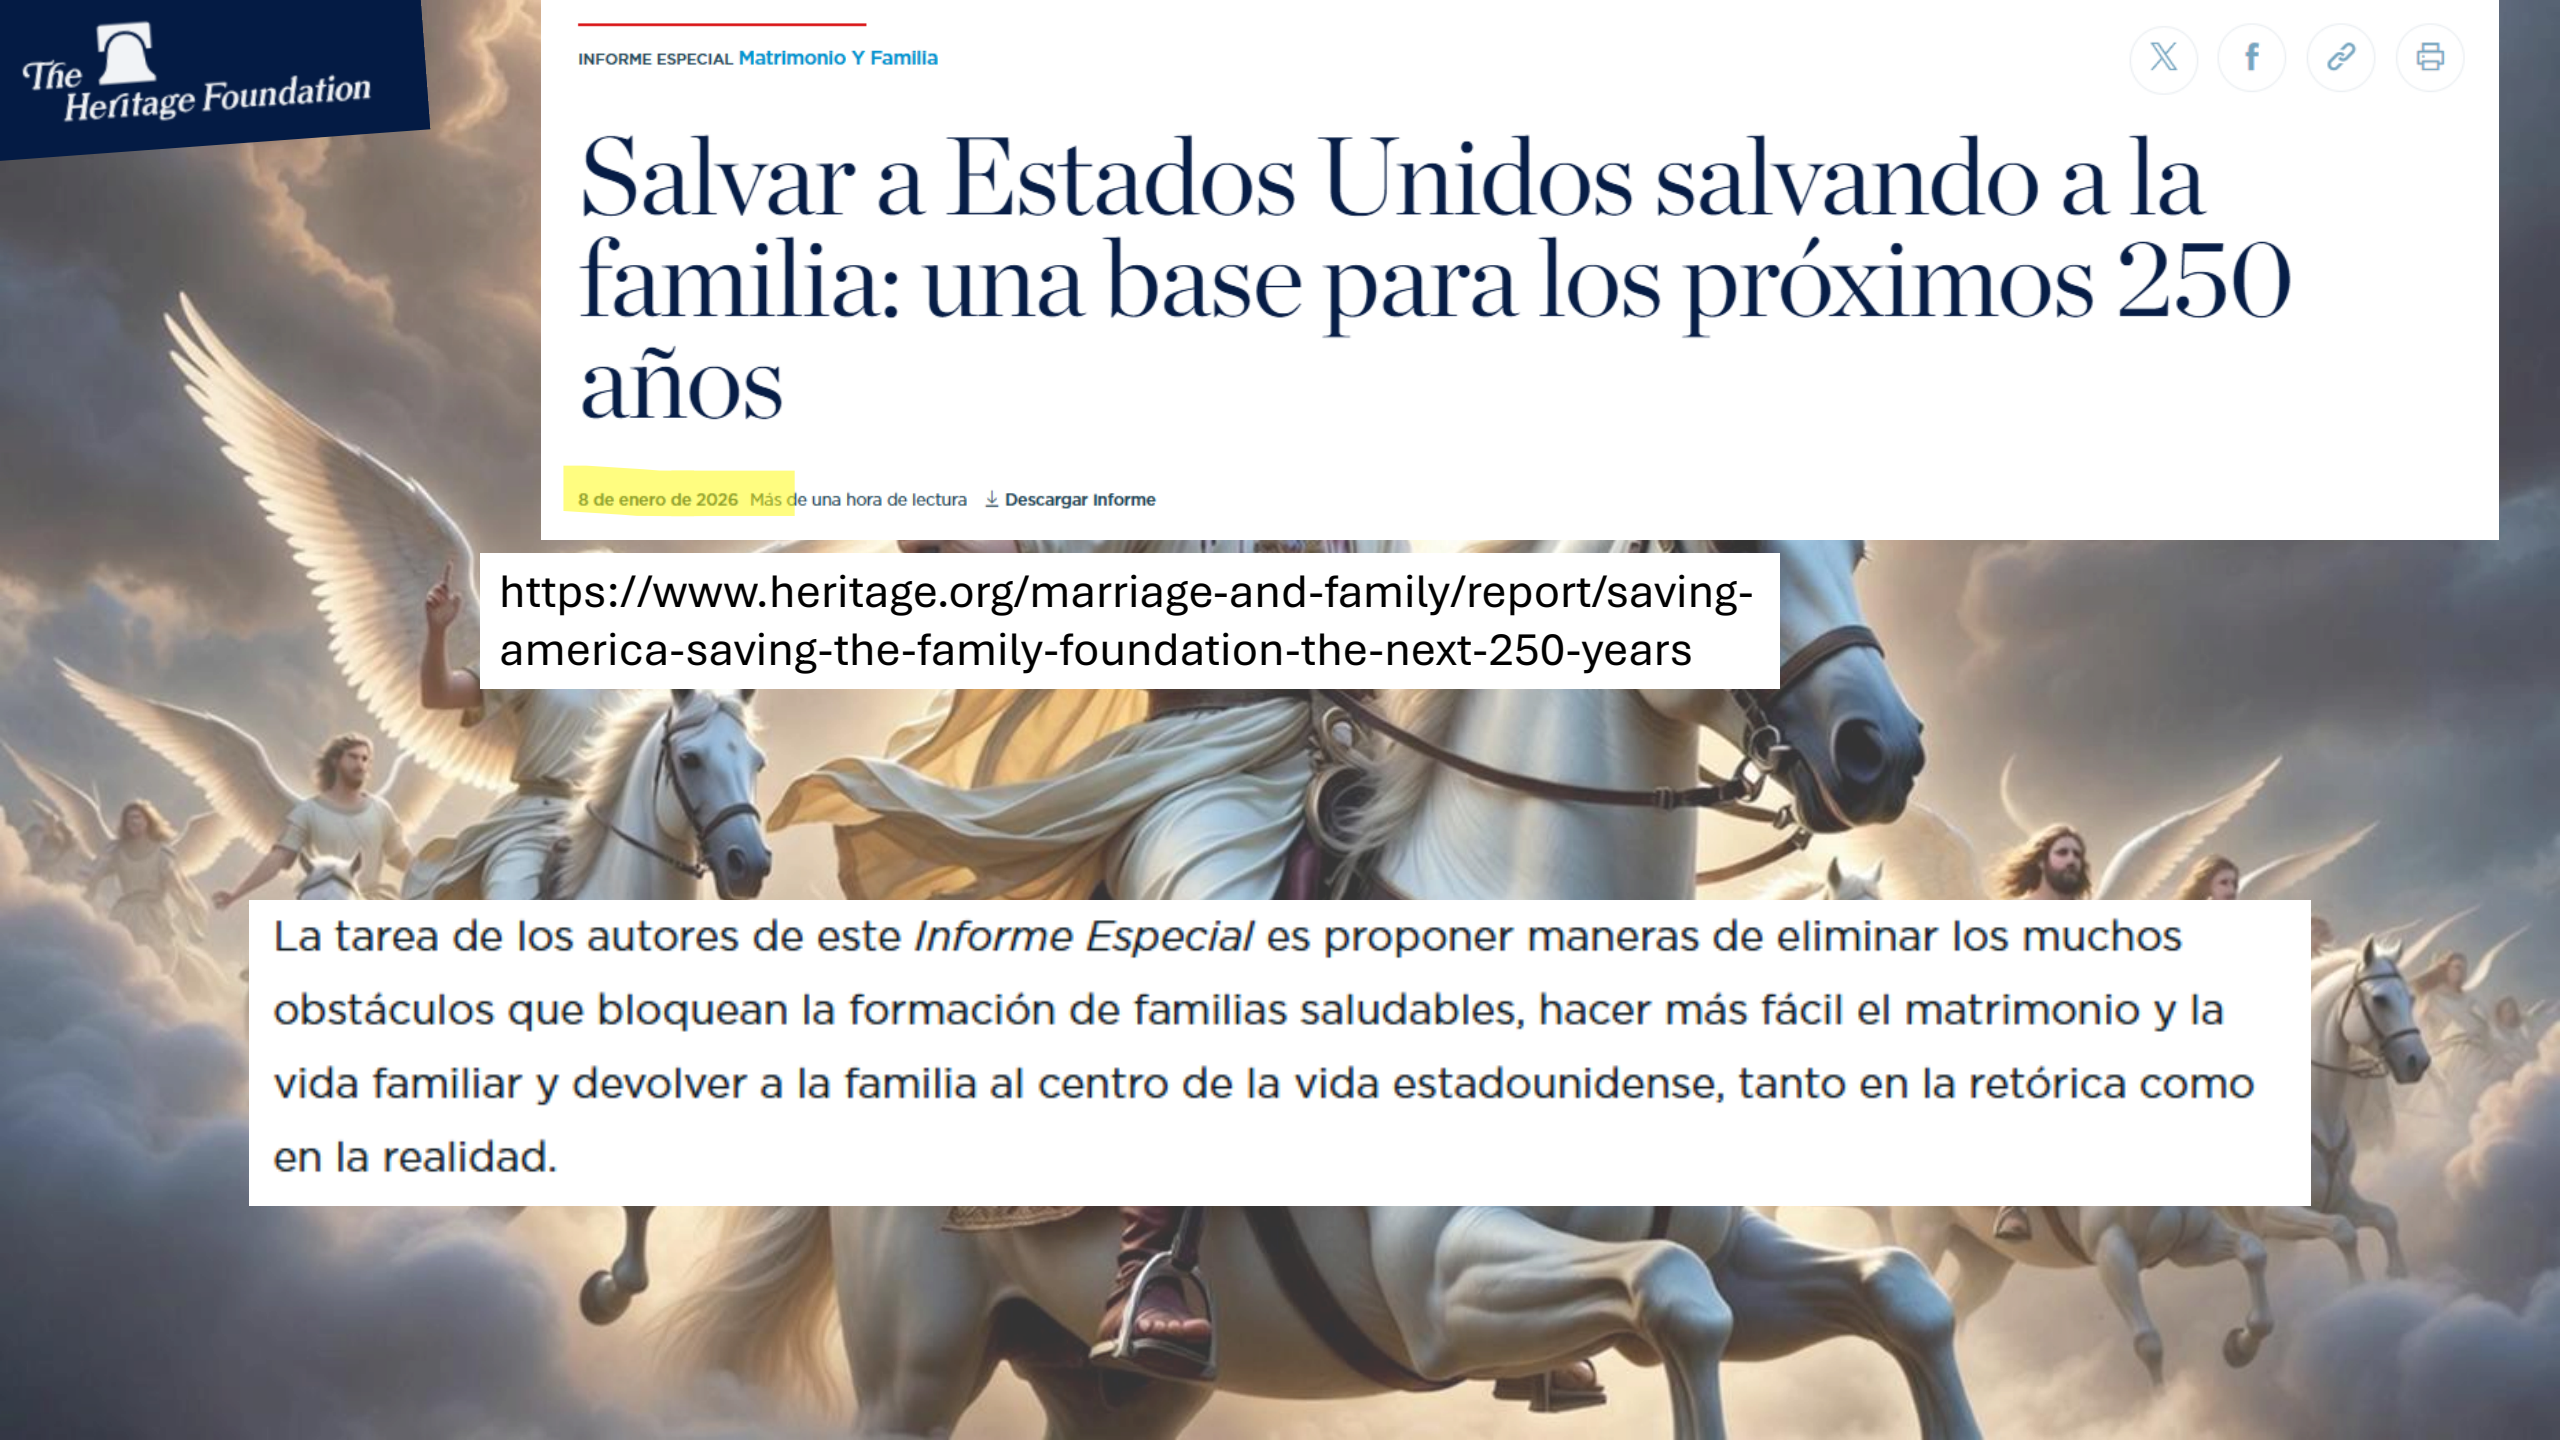 The
Heritage Foundation
INFORME ESPECIAL Matrimonio Y Familia
Salvar a Estados Unidos salvando a la
familia: una base para los próximos 250
años
8 de enero de 2026 Más de una hora de lectura Descargar Informe
https://www.heritage.org/marriage-and-family/report/saving-
america-saving-the-family-foundation-the-next-250-years
La tarea de los autores de este Informe Especial es proponer maneras de eliminar los muchos
obstáculos que bloquean la formación de familias saludables, hacer más fácil el matrimonio y la
vida familiar y devolver a la familia al centro de la vida estadounidense, tanto en la retórica como
en la realidad.